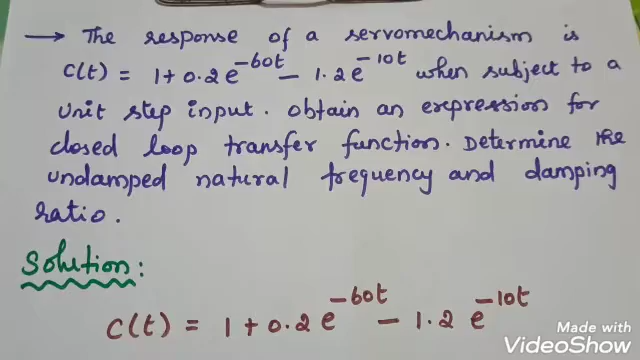 → The response of a servomechanism is
C(t) = 1 + 0.2 e^-60t - 1.2 e^-10t when subject to a
unit step input. obtain an expression for
closed loop transfer function. Determine the
undamped natural frequency and damping
ratio.
Solution:
C(t) = 1 + 0.2 e^-60t - 1.2 e^-10t
Made with
VideoShow